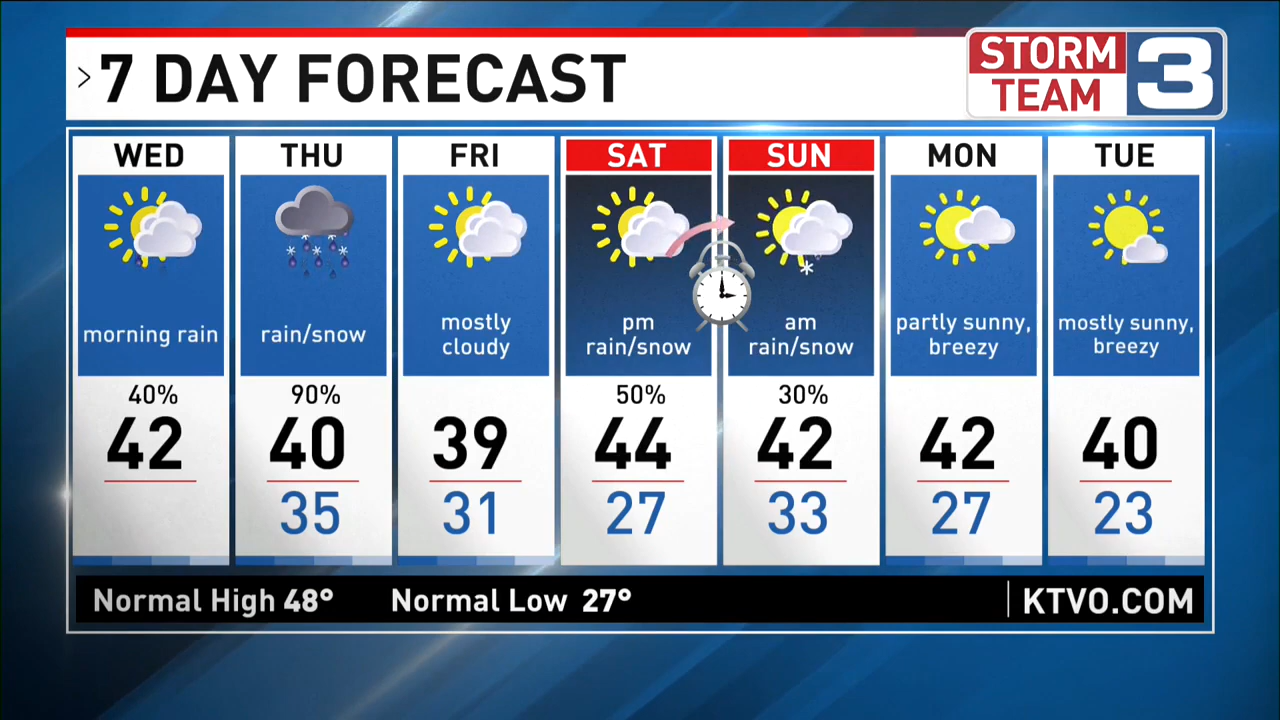 > 7 DAY FORECAST
STORM
TEAM
3
WED
morning rain
40%
42
THU
rain/snow
90%
40
35
FRI
mostly
cloudy
39
31
SAT
pm
rain/snow
50%
44
27
SUN
am
rain/snow
30%
42
33
MON
partly sunny,
breezy
42
27
TUE
mostly sunny,
breezy
40
23
Normal High 48° Normal Low 27°
KTVO.COM